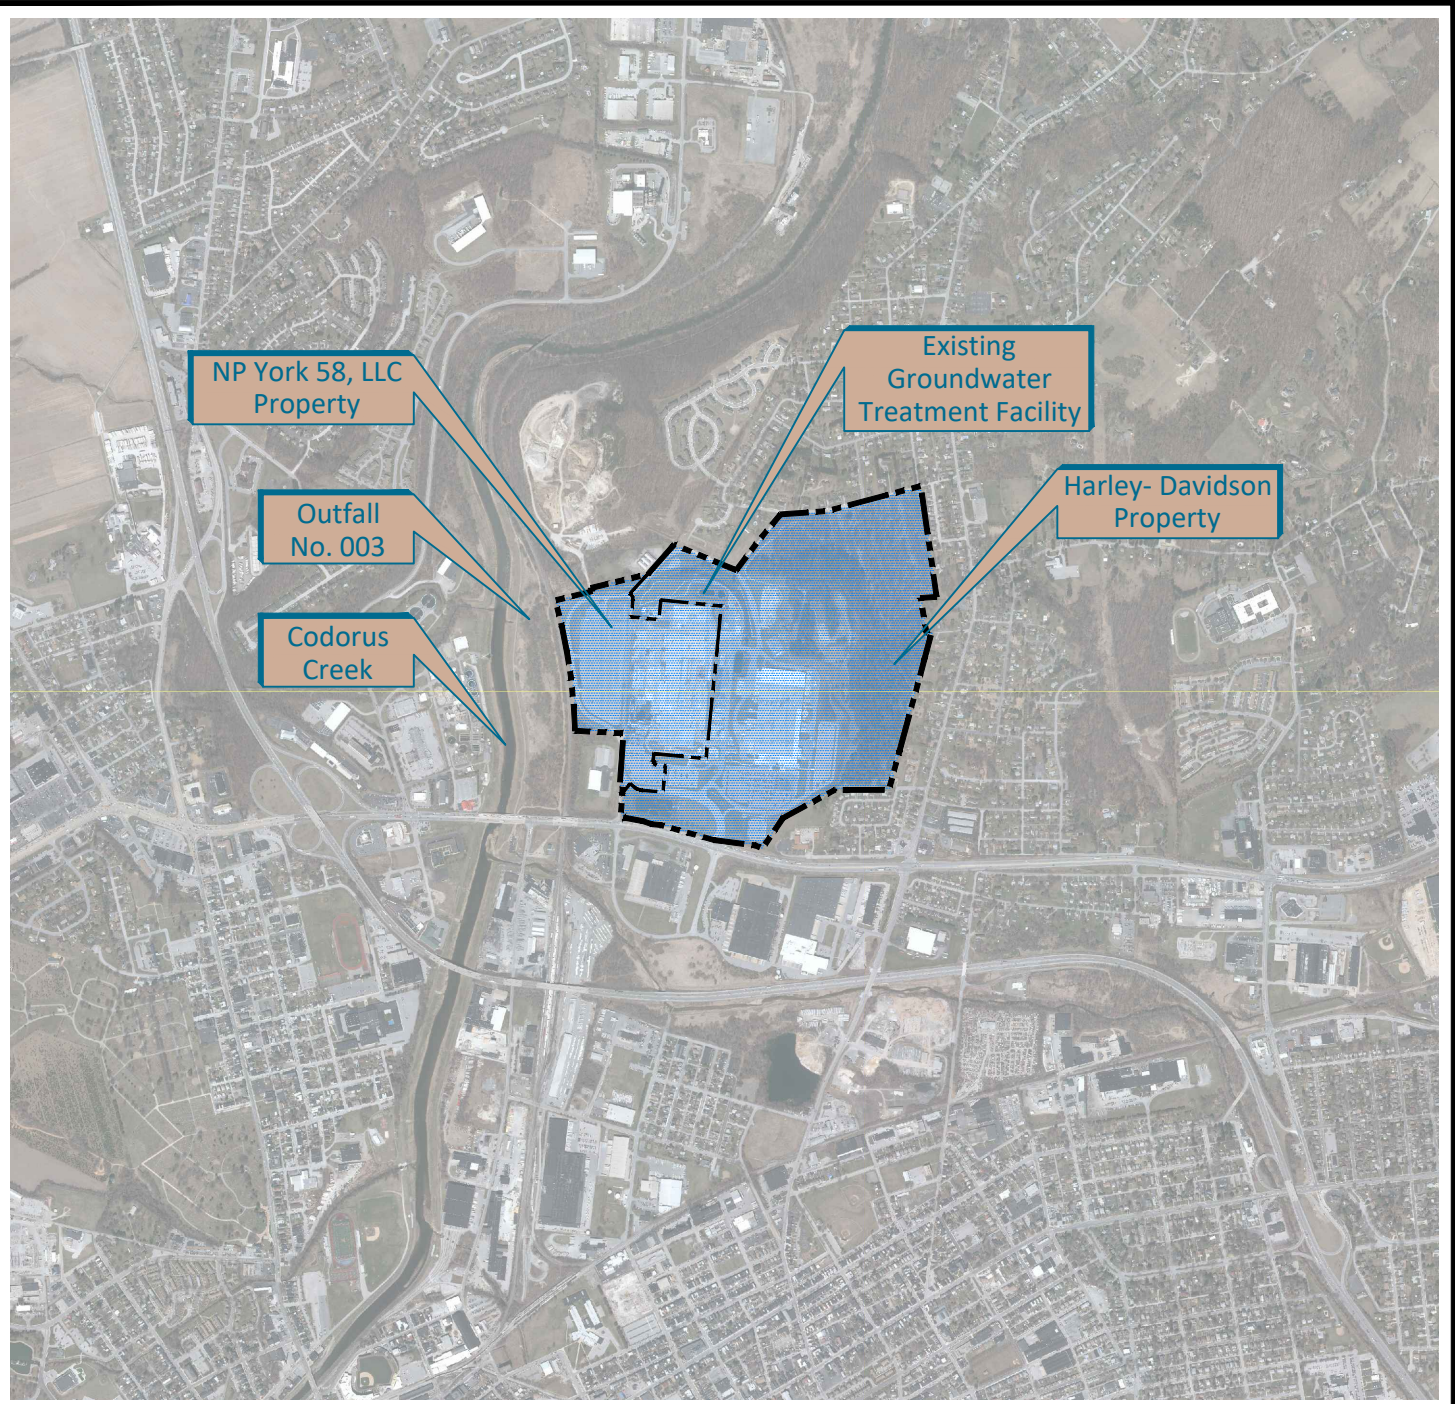 NP York 58, LLC
Property
Existing
Groundwater
Treatment Facility
Harley- Davidson
Property
Outfall
No. 003
Codorus
Creek